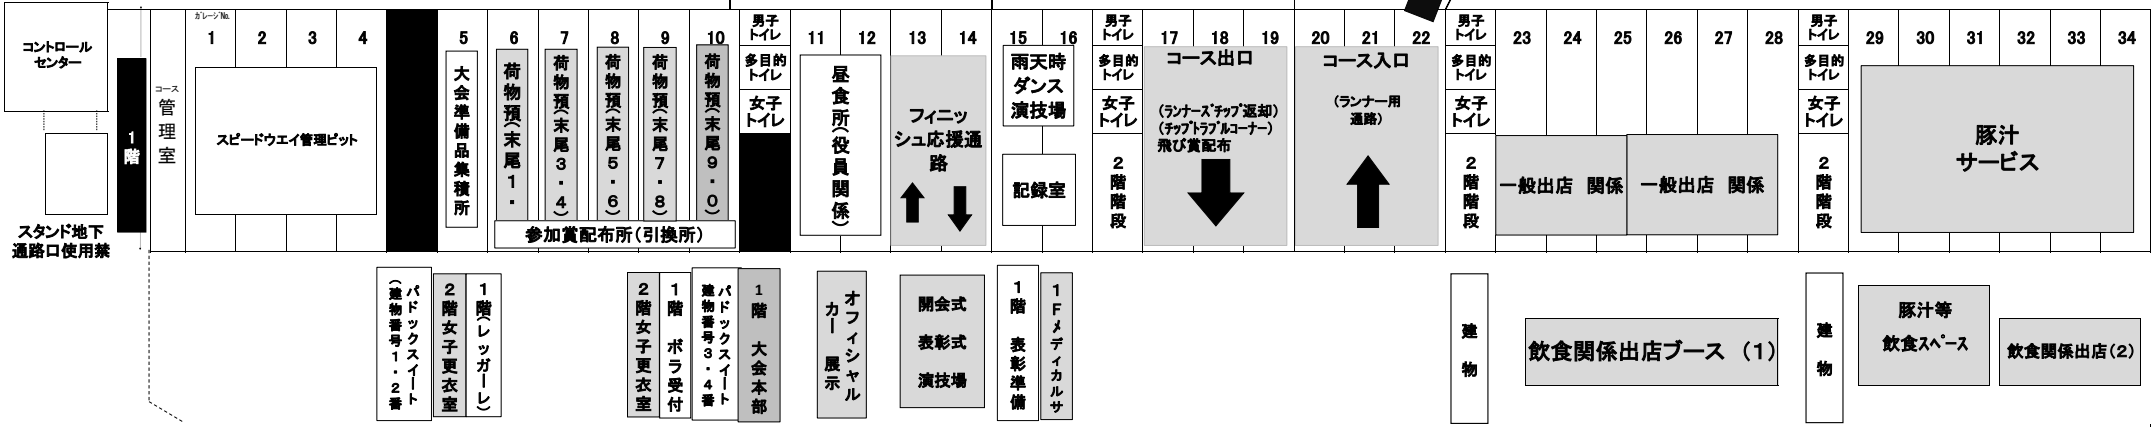 コントロール
センター
1階
スタンド地下
通路口使用禁
コース
管理室
ガレージNo.
1
2
3
4
スピードウエイ管理ピット
5
大会準備品集積所
6
荷物預(末尾1・
7
荷物預(末尾3・4)
8
荷物預(末尾5・6)
9
荷物預(末尾7・8)
10
荷物預(末尾9・0)
参加賞配布所(引換所)
男子
トイレ
多目的
トイレ
女子
トイレ
11
12
昼食所(役員関係)
13
14
フィニッ
シュ応援通
路
15
16
雨天時
ダンス
演技場
記録室
男子
トイレ
多目的
トイレ
女子
トイレ
2階階段
17
18
19
コース出口
(ランナーズチップ返却)
(チップトラブルコーナー)
飛び賞配布
20
21
22
コース入口
(ランナー用
通路)
男子
トイレ
多目的
トイレ
女子
トイレ
2階階段
23
24
25
26
27
28
一般出店 関係
一般出店 関係
男子
トイレ
多目的
トイレ
女子
トイレ
2階階段
29
30
31
32
33
34
豚汁
サービス
パドックスイート
(建物番号1・2番
2階女子更衣室
1階(レッガーレ)
2階女子更衣室
1階 ボラ受付
パドックスイート
建物番号3・4番
1階 大会本部
オフィシャル
カー 展示
開会式
表彰式
演技場
1階 表彰準備
1Fメディカルサ
建物
飲食関係出店ブース (1)
建物
豚汁等
飲食スペース
飲食関係出店(2)